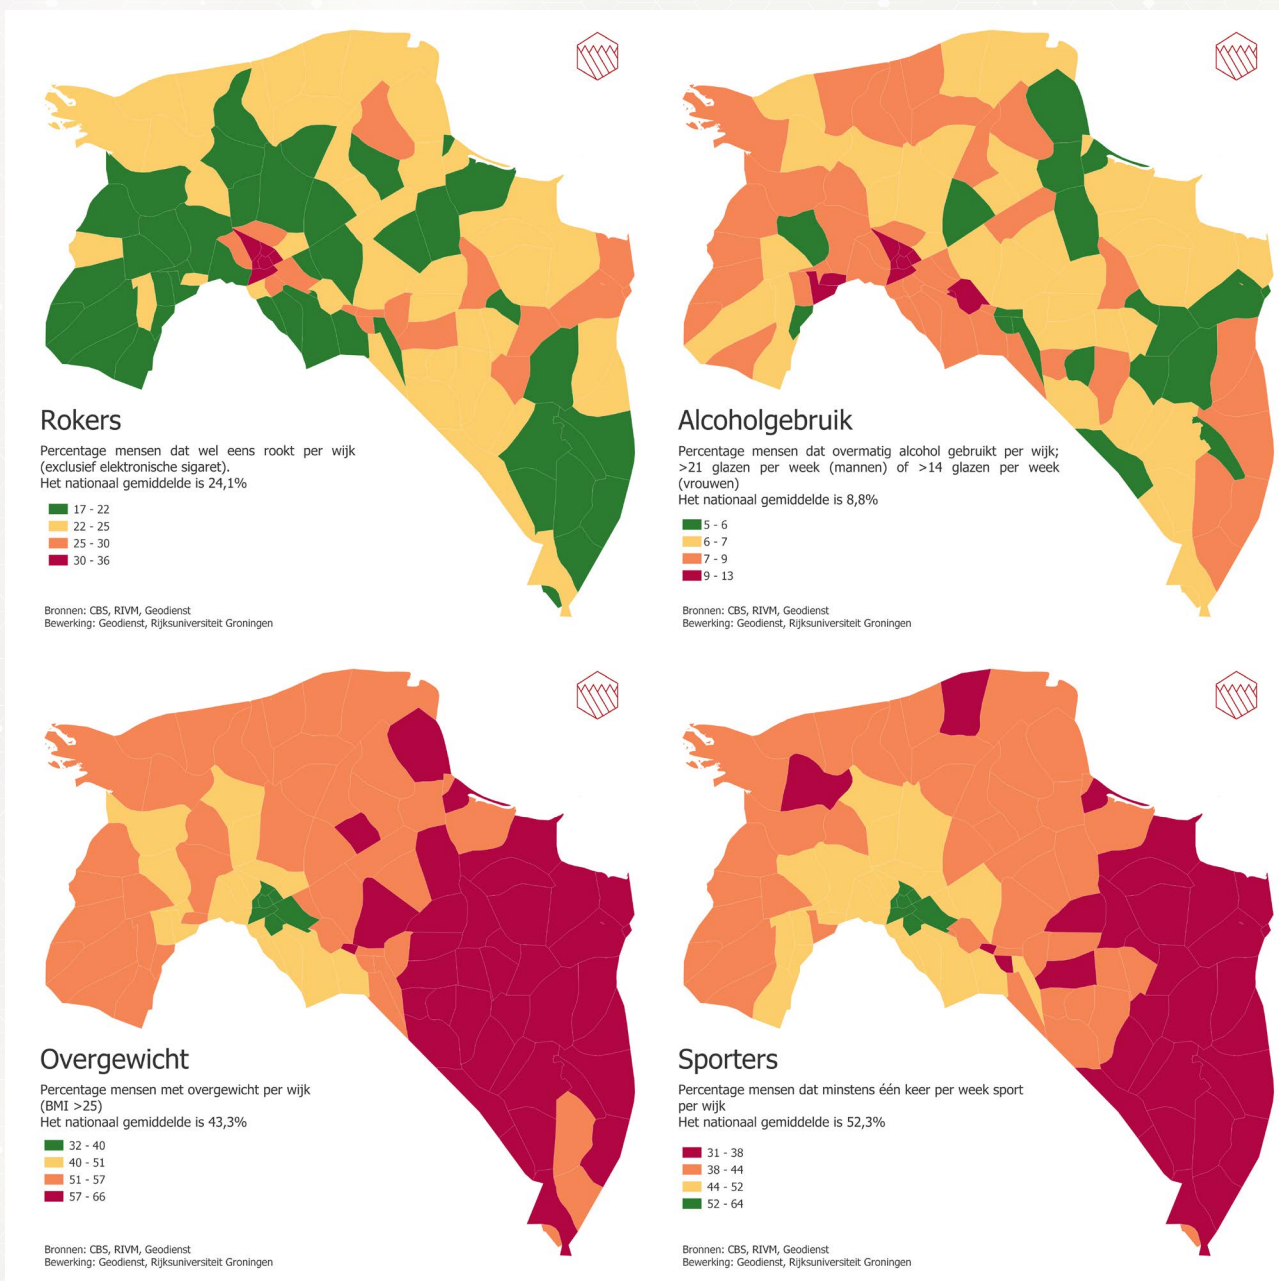 Rokers
Percentage mensen dat wel eens rookt per wijk
(exclusief elektronische sigaret).
Het nationaal gemiddelde is 24,1%
17 - 22
22 - 25
25 - 30
30 - 36
Bronnen: CBS, RIVM, Geodienst
Bewerking: Geodienst, Rijksuniversiteit Groningen
Alcoholgebruik
Percentage mensen dat overmatig alcohol gebruikt per wijk;
>21 glazen per week (mannen) of >14 glazen per week
(vrouwen)
Het nationaal gemiddelde is 8,8%
5 - 6
6 - 7
7 - 9
9 - 13
Bronnen: CBS, RIVM, Geodienst
Bewerking: Geodienst, Rijksuniversiteit Groningen
Overgewicht
Percentage mensen met overgewicht per wijk
(BMI >25)
Het nationaal gemiddelde is 43,3%
32 - 40
40 - 51
51 - 57
57 - 66
Bronnen: CBS, RIVM, Geodienst
Bewerking: Geodienst, Rijksuniversiteit Groningen
Sporters
Percentage mensen dat minstens één keer per week sport
per wijk
Het nationaal gemiddelde is 52,3%
31 - 38
38 - 44
44 - 52
52 - 64
Bronnen: CBS, RIVM, Geodienst
Bewerking: Geodienst, Rijksuniversiteit Groningen